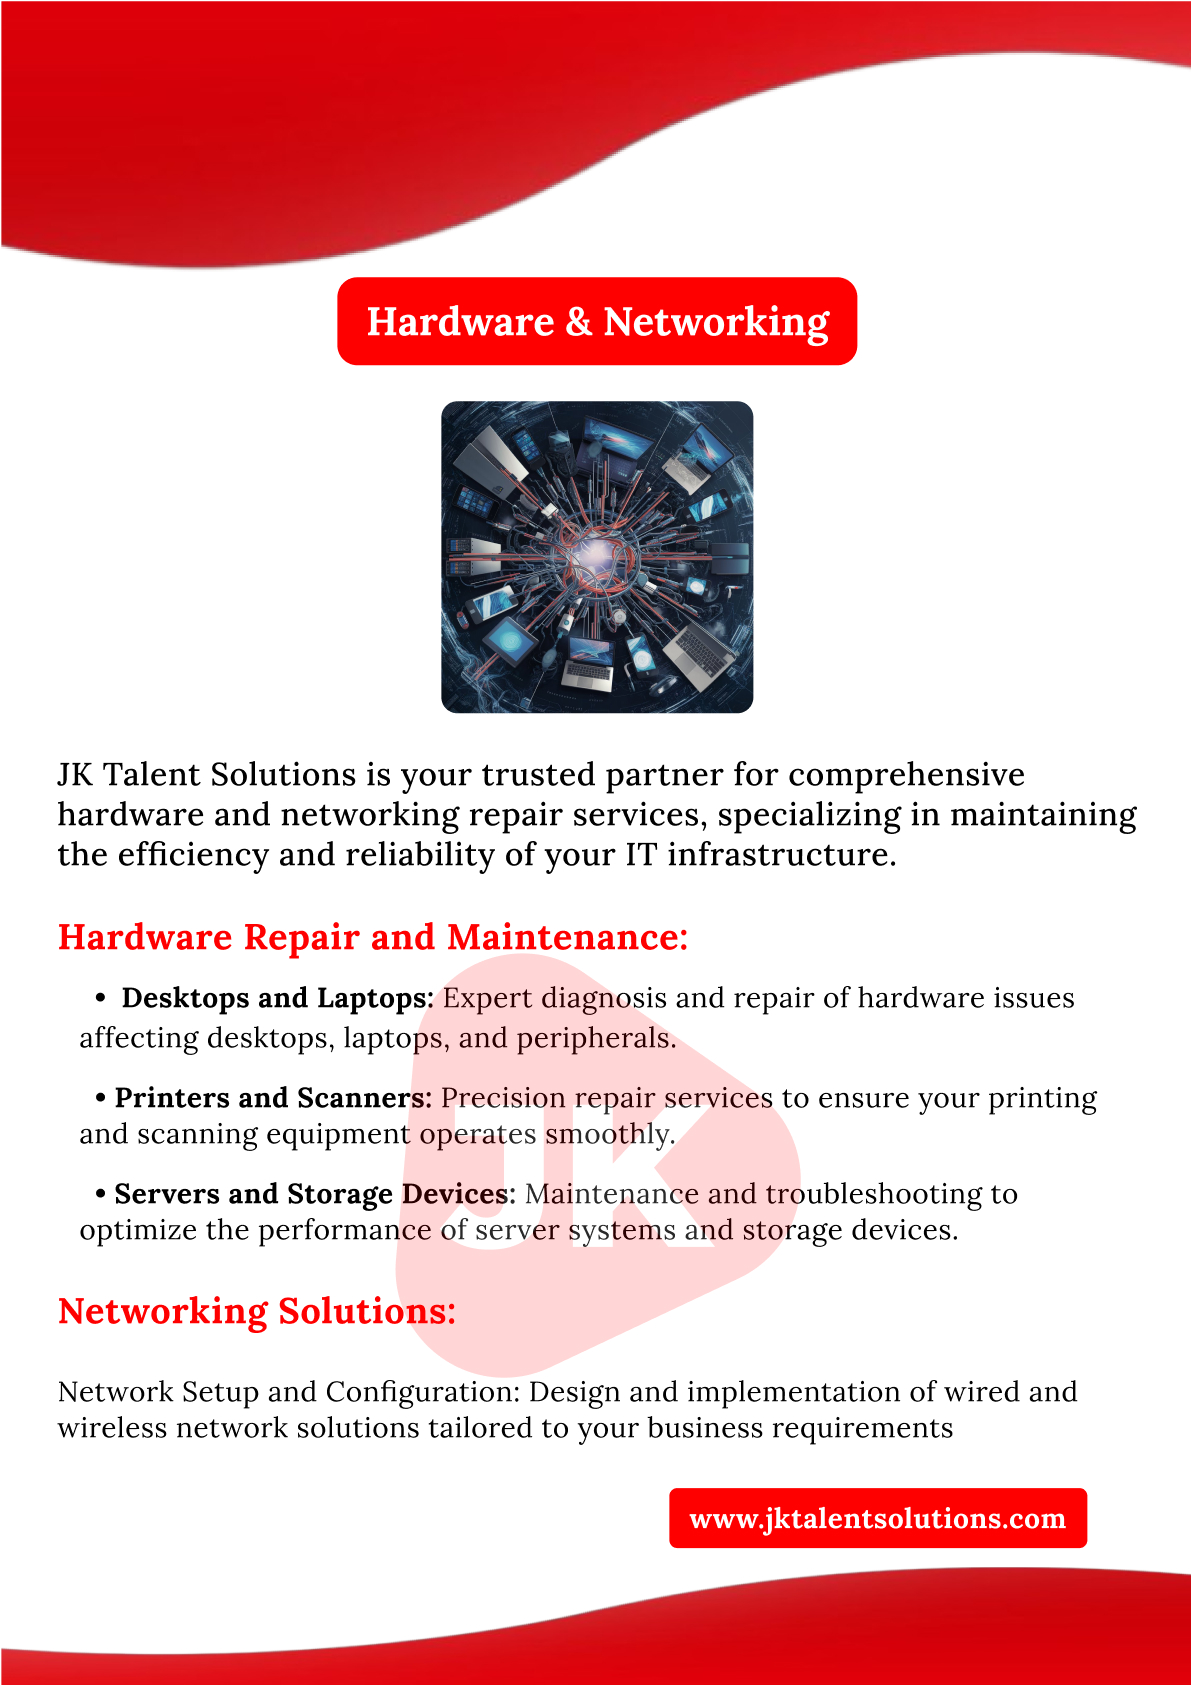 Hardware & Networking
JK Talent Solutions is your trusted partner for comprehensive
hardware and networking repair services, specializing in maintaining
the efficiency and reliability of your IT infrastructure.
Hardware Repair and Maintenance:
• Desktops and Laptops: Expert diagnosis and repair of hardware issues
affecting desktops, laptops, and peripherals.
• Printers and Scanners: Precision repair services to ensure your printing
and scanning equipment operates smoothly.
• Servers and Storage Devices: Maintenance and troubleshooting to
optimize the performance of server systems and storage devices.
JK
Networking Solutions:
Network Setup and Configuration: Design and implementation of wired and
wireless network solutions tailored to your business requirements
www.jktalentsolutions.com